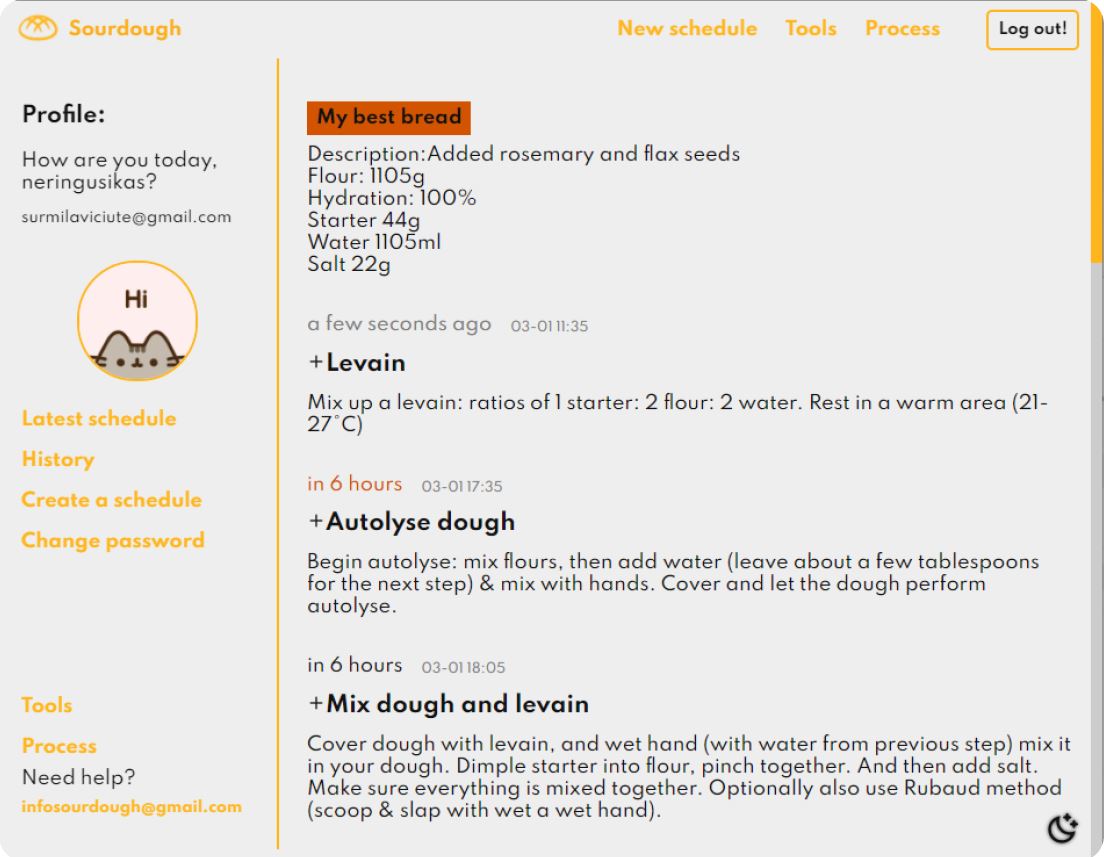 Sourdough
New schedule Tools Process Log out!
Profile:
How are you today,
neringusikas?
surmilaviciute@gmail.com
Hi
Latest schedule
History
Create a schedule
Change password
Tools
Process
Need help?
infosourdough@gmail.com
My best bread
Description:Added rosemary and flax seeds
Flour: 1105g
Hydration: 100%
Starter 44g
Water 1105ml
Salt 22g
a few seconds ago 03-01 11:35
+Levain
Mix up a levain: ratios of 1 starter: 2 flour: 2 water. Rest in a warm area (21-
27°C)
in 6 hours 03-01 17:35
+Autolyse dough
Begin autolyse: mix flours, then add water (leave about a few tablespoons
for the next step) & mix with hands. Cover and let the dough perform
autolyse.
in 6 hours 03-01 18:05
+Mix dough and levain
Cover dough with levain, and wet hand (with water from previous step) mix it
in your dough. Dimple starter into flour, pinch together. And then add salt.
Make sure everything is mixed together. Optionally also use Rubaud method
(scoop & slap with wet a wet hand).